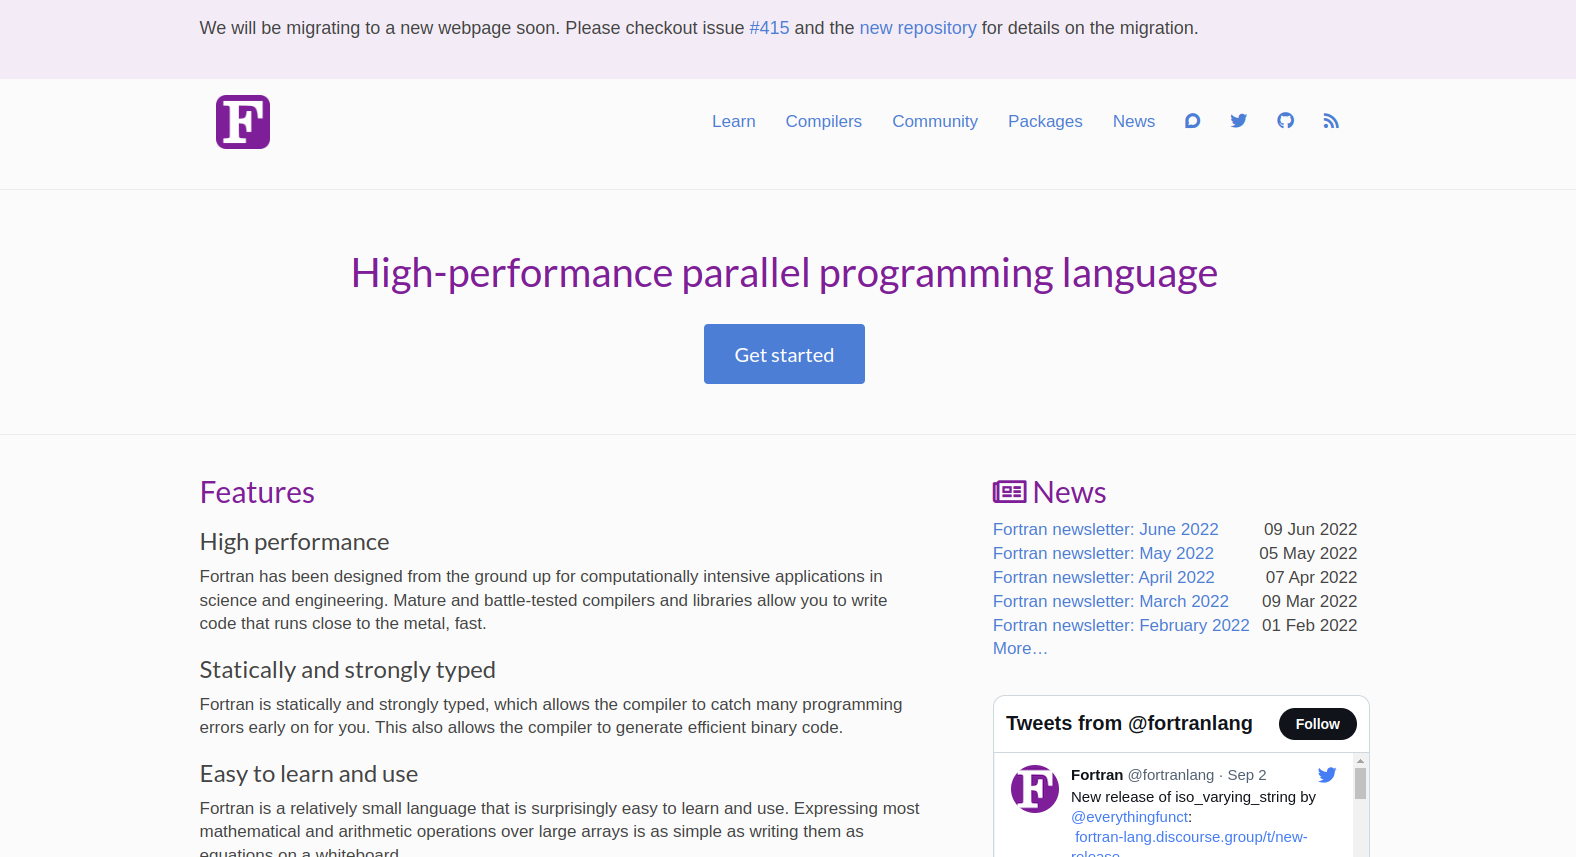 We will be migrating to a new webpage soon. Please checkout issue #415 and the new repository for details on the migration.
F
Learn Compilers Community Packages News
High-performance parallel programming language
Get started
Features
High performance
Fortran has been designed from the ground up for computationally intensive applications in
science and engineering. Mature and battle-tested compilers and libraries allow you to write
code that runs close to the metal, fast.
Statically and strongly typed
Fortran is statically and strongly typed, which allows the compiler to catch many programming
errors early on for you. This also allows the compiler to generate efficient binary code.
Easy to learn and use
Fortran is a relatively small language that is surprisingly easy to learn and use. Expressing most
mathematical and arithmetic operations over large arrays is as simple as writing them as
equations on a whiteboard.
News
Fortran newsletter: June 2022 09 Jun 2022
Fortran newsletter: May 2022 05 May 2022
Fortran newsletter: April 2022 07 Apr 2022
Fortran newsletter: March 2022 09 Mar 2022
Fortran newsletter: February 2022 01 Feb 2022
More…
Tweets from @fortranlang Follow
F
Fortran @fortranlang · Sep 2
New release of iso_varying_string by
@everythingfunct:
fortran-lang.discourse.group/t/new-
release